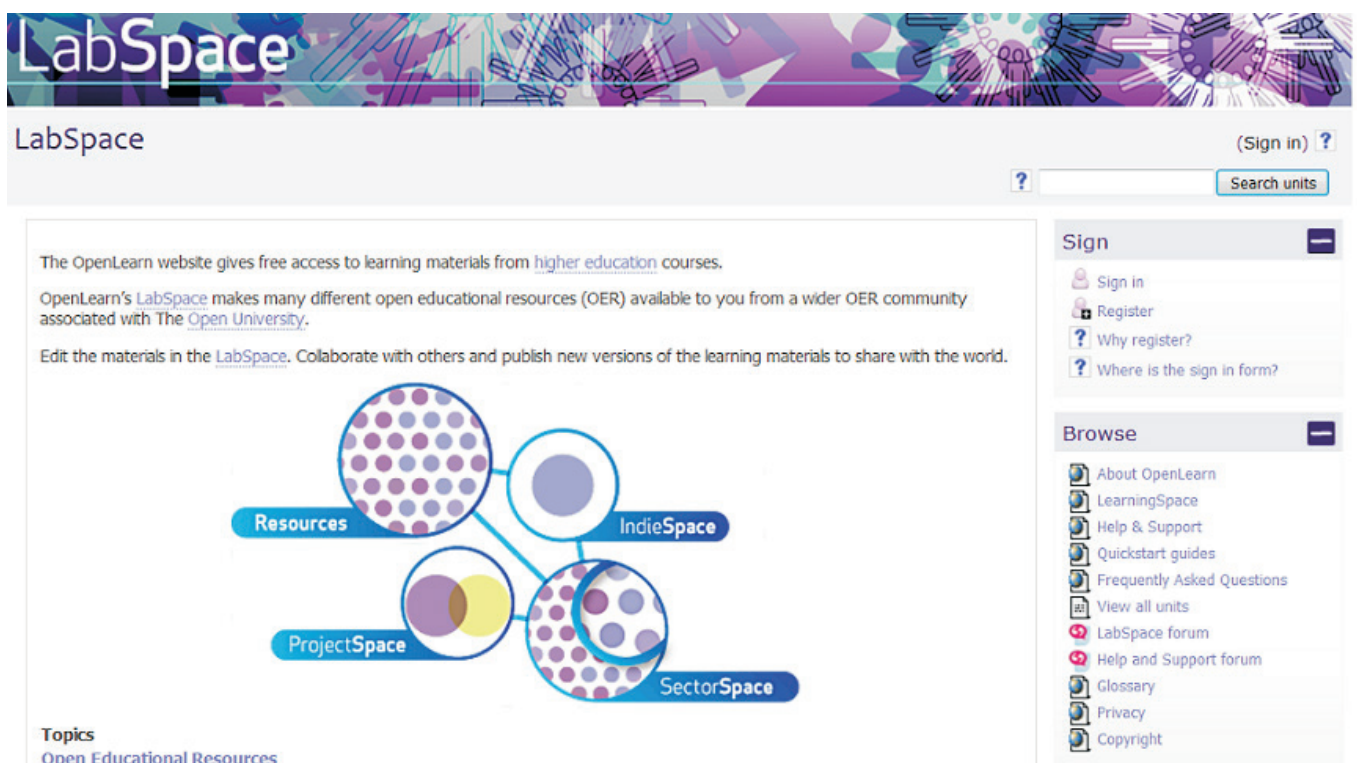 LabSpace
LabSpace
(Sign in) ?
? Search units
The OpenLearn website gives free access to learning materials from higher education courses.
OpenLearn's LabSpace makes many different open educational resources (OER) available to you from a wider OER community
associated with The Open University.
Edit the materials in the LabSpace. Collaborate with others and publish new versions of the learning materials to share with the world.
Resources
IndieSpace
ProjectSpace
SectorSpace
Topics
Open Educational Resources
Sign
Sign in
Register
? Why register?
? Where is the sign in form?
Browse
About OpenLearn
LearningSpace
Help & Support
Quickstart guides
Frequently Asked Questions
View all units
LabSpace forum
Help and Support forum
Glossary
Privacy
Copyright